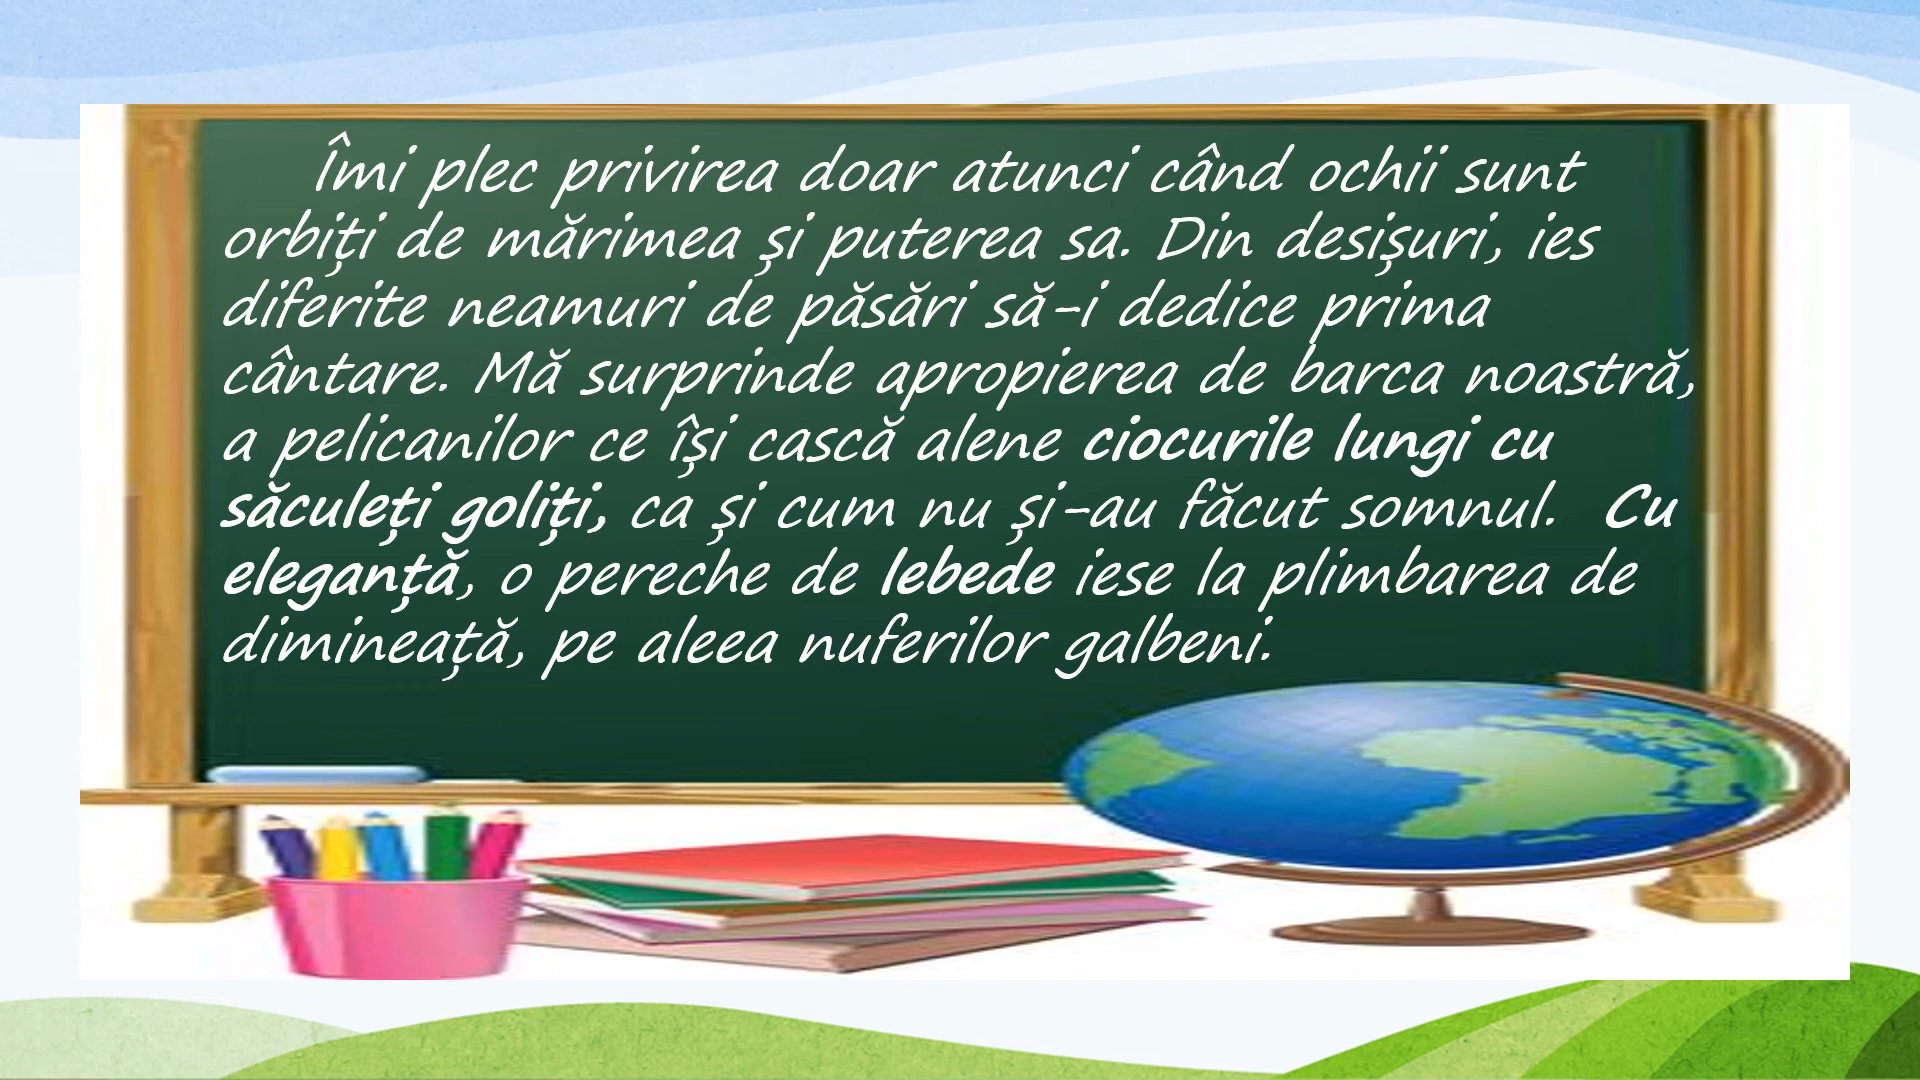 Îmi plec privirea doar atunci când ochii sunt
orbiți de mărimea și puterea sa. Din desișuri, ies
diferite neamuri de păsări să-i dedice prima
cântare. Mă surprinde apropierea de barca noastră,
a pelicanilor ce își cască alene ciocurile lungi cu
săculeți goliți, ca și cum nu și-au făcut somnul. Cu
eleganță, o pereche de lebede iese la plimbarea de
dimineață, pe aleea nuferilor galbeni.